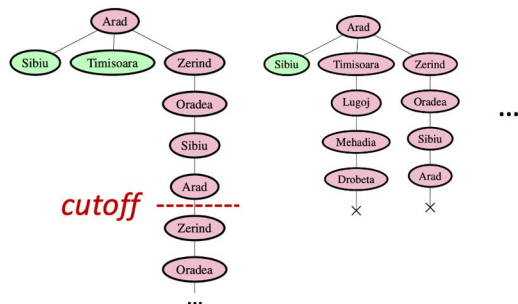 Arad
Sibiu Timisoara Zerind
Oradea
Sibiu
Arad
cutoff
Zerind
Oradea
...
Arad
Sibiu Timisoara Zerind
Lugoj Oradea
Mehadia Sibiu
Drobeta Arad
× ×
...